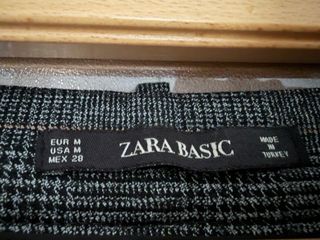 EUR M
USA M
MEX 28
ZARA BASIC
MADE
IN
TURKEY